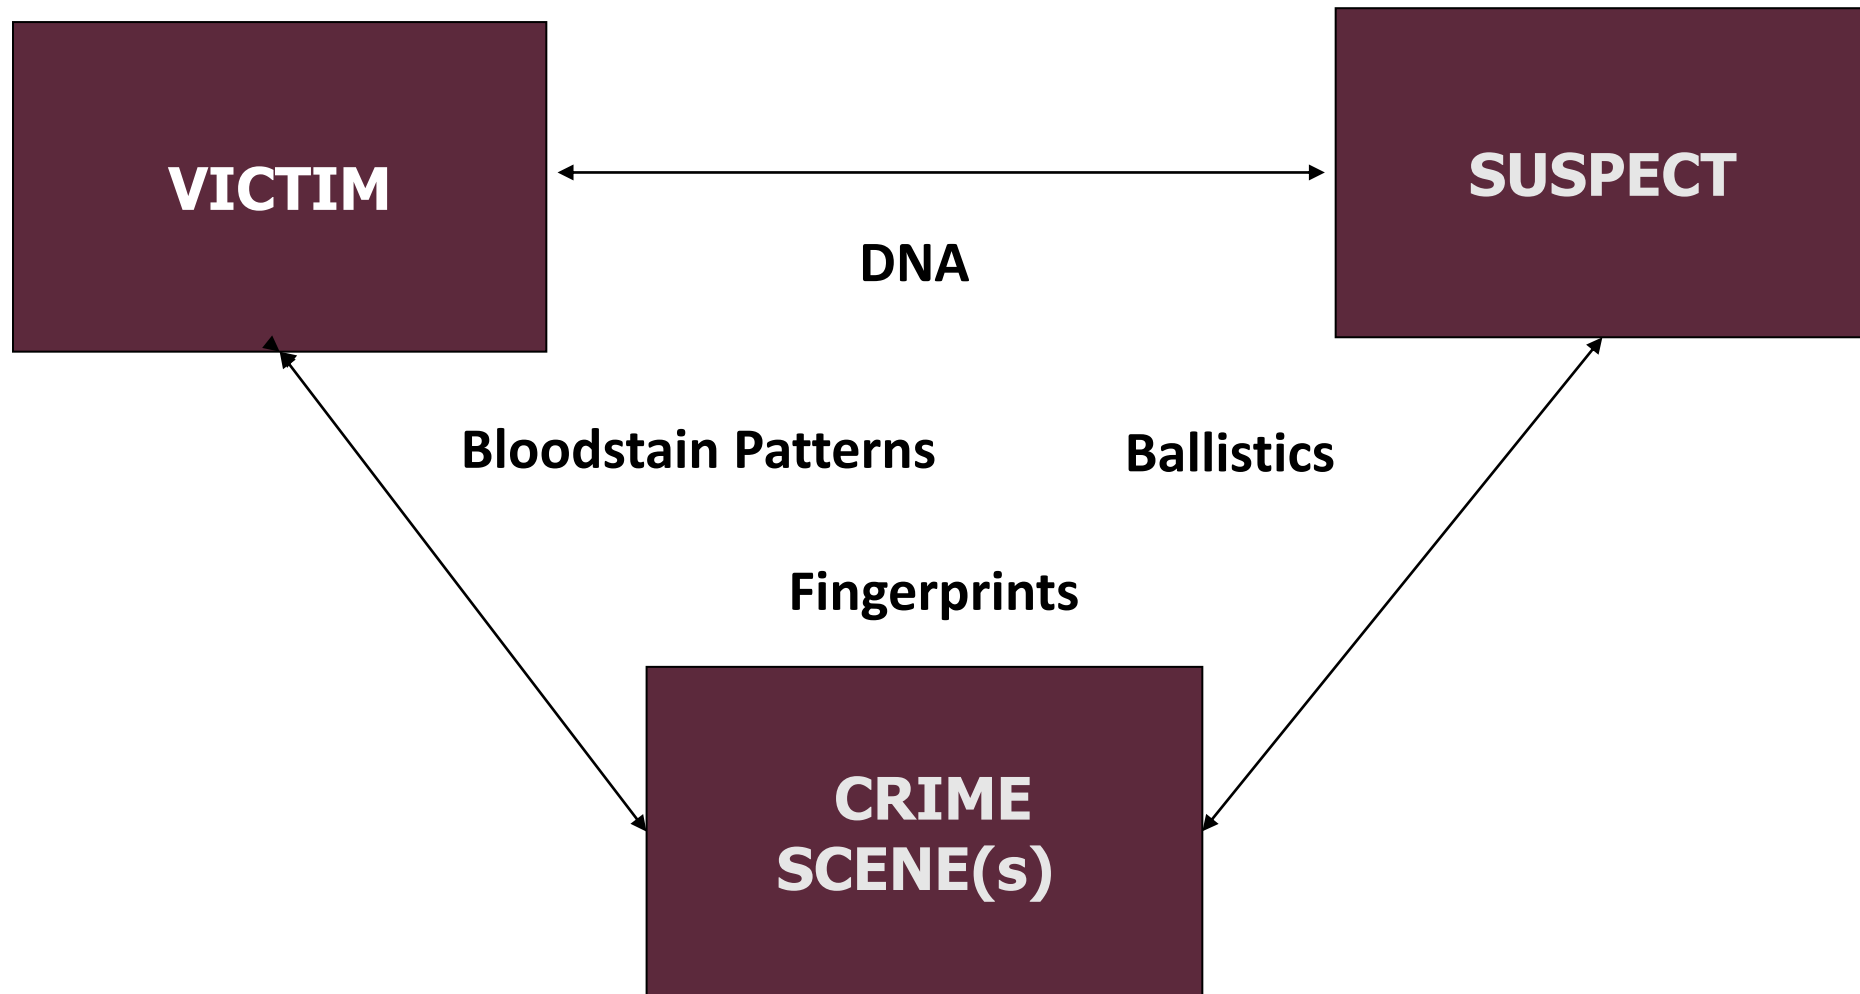 VICTIM
SUSPECT
DNA
Bloodstain Patterns
Ballistics
Fingerprints
CRIME
SCENE(s)